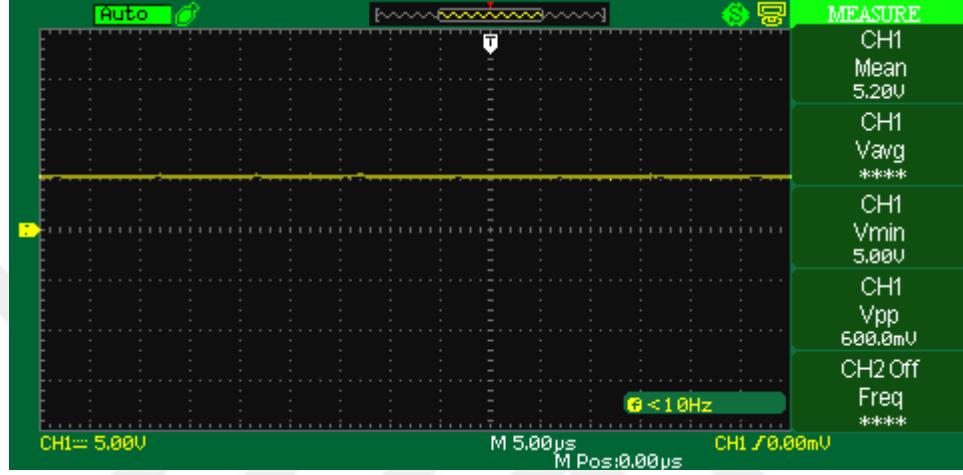 Auto
T
S
MEASURE
CH1
Mean
5.20V
CH1
Vavg
****
CH1
Vmin
5.00V
CH1
Vpp
600.0mV
CH2 Off
Freq
****
f <10Hz
CH1 5.00V
M 5.00µs
CH1 0.00mV
M Pos:0.00µs